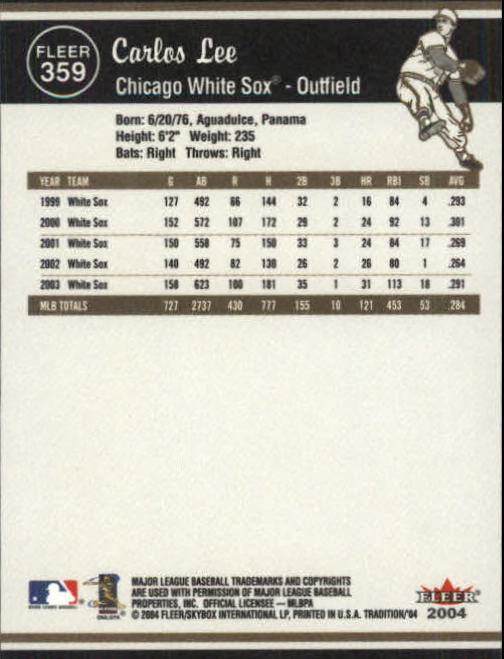 FLEER
359
Carlos Lee
Chicago White Sox® - Outfield
Born: 6/20/76, Aguadulce, Panama
Height: 6'2" Weight: 235
Bats: Right Throws: Right
YEAR TEAM G AB R H 2B 3B HR RBI SB AVG
1999 White Sox 127 492 66 144 32 2 16 84 4 .293
2000 White Sox 152 572 107 172 29 2 24 92 13 .301
2001 White Sox 150 558 75 150 33 3 24 84 17 .269
2002 White Sox 140 492 82 130 26 2 26 80 1 .264
2003 White Sox 158 623 100 181 35 1 31 113 18 .291
MLB TOTALS 727 2737 430 777 155 10 121 453 53 .284
MAJOR LEAGUE BASEBALL TRADEMARKS AND COPYRIGHTS
ARE USED WITH PERMISSION OF MAJOR LEAGUE BASEBALL
PROPERTIES, INC. OFFICIAL LICENSEE — MLBPA
© 2004 FLEER/SKYBOX INTERNATIONAL LP, PRINTED IN U.S.A. TRADITION/'04
FLEER
2004